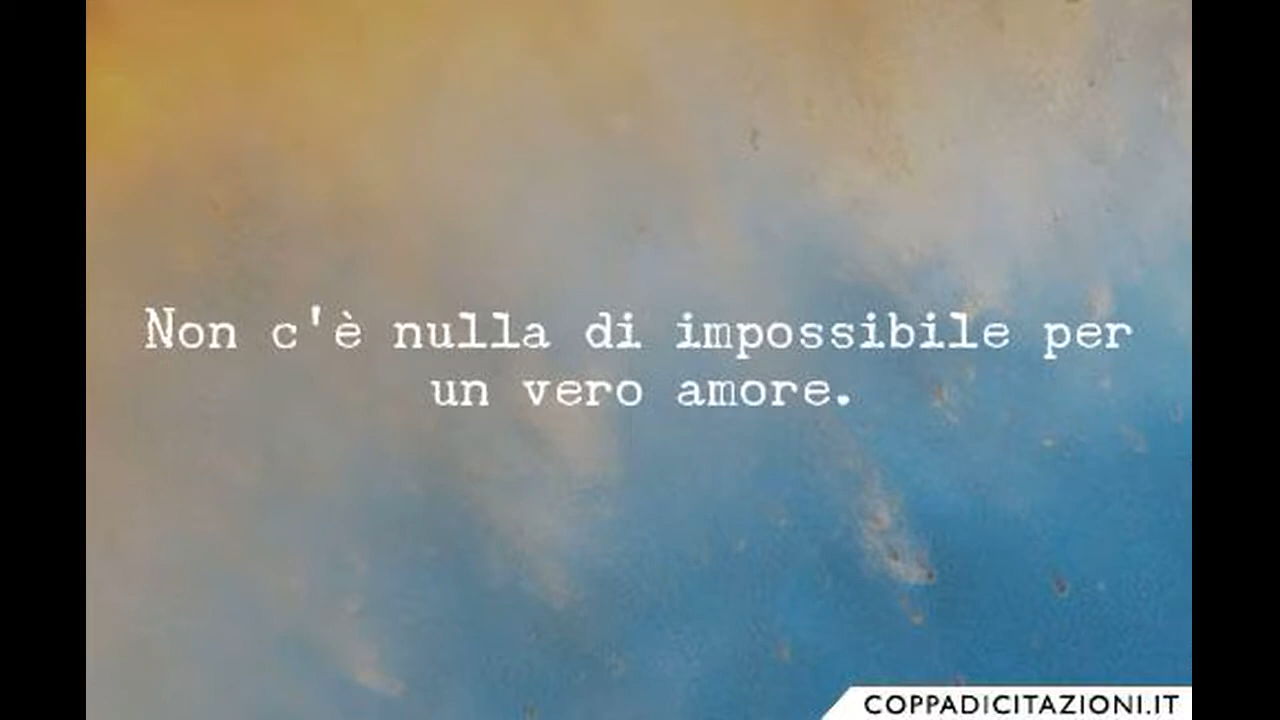 Non c'è nulla di impossibile per
un vero amore.
COPPADICITAZIONI.IT